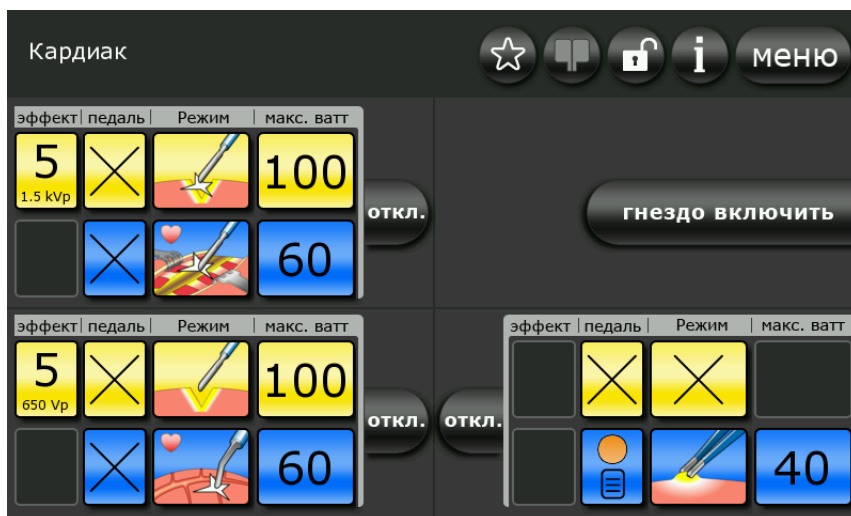 Кардиак
i
меню
эффект педаль Режим макс. ватт
5
1.5 kVp
100
откл.
60
гнездо включить
эффект педаль Режим макс. ватт
5
650 Vp
100
откл.
60
эффект педаль Режим макс. ватт
откл.
40